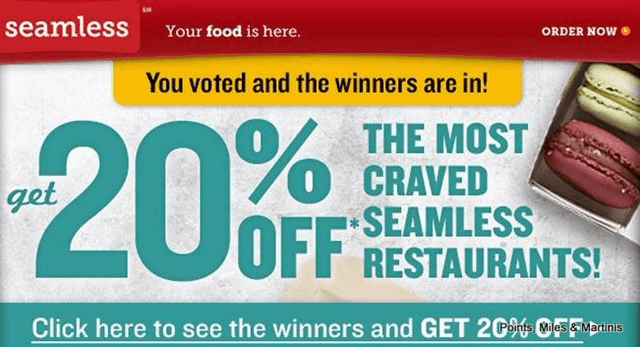 seamless SM
Your food is here.
ORDER NOW
You voted and the winners are in!
get 20% OFF*
THE MOST
CRAVED
SEAMLESS
RESTAURANTS!
Click here to see the winners and GET 20% OFF >
Points, Miles & Martinis